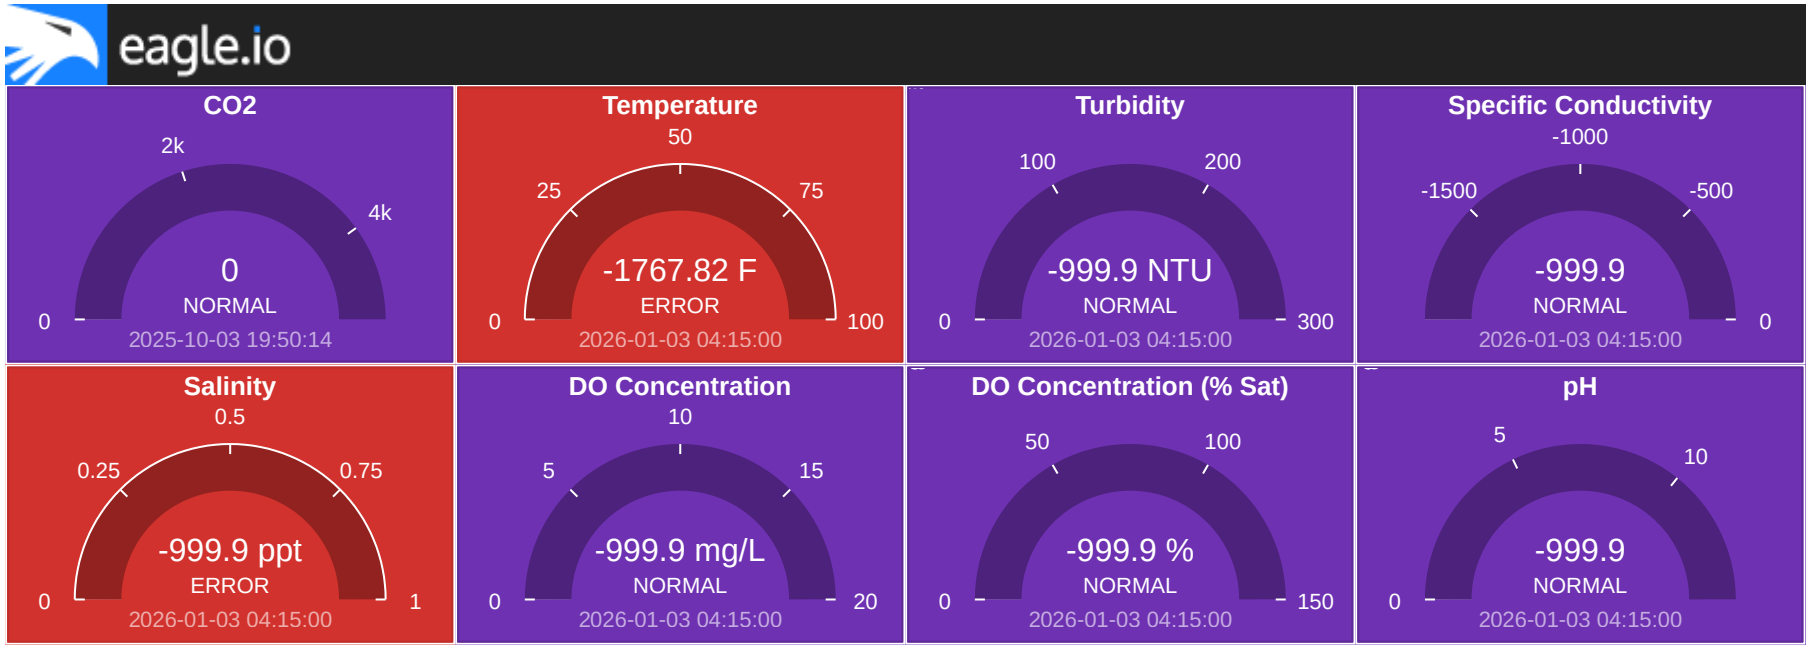 eagle.io
CO2
2k
4k
0
NORMAL
0
2025-10-03 19:50:14
Temperature
50
25
75
-1767.82 F
ERROR
0
100
2026-01-03 04:15:00
Turbidity
100
200
-999.9 NTU
NORMAL
0
300
2026-01-03 04:15:00
Specific Conductivity
-1000
-1500
-500
-999.9
NORMAL
0
2026-01-03 04:15:00
Salinity
0.5
0.25
0.75
-999.9 ppt
ERROR
0
1
2026-01-03 04:15:00
DO Concentration
10
5
15
-999.9 mg/L
NORMAL
0
20
2026-01-03 04:15:00
DO Concentration (% Sat)
50
100
-999.9 %
NORMAL
0
150
2026-01-03 04:15:00
pH
5
10
-999.9
NORMAL
0
2026-01-03 04:15:00